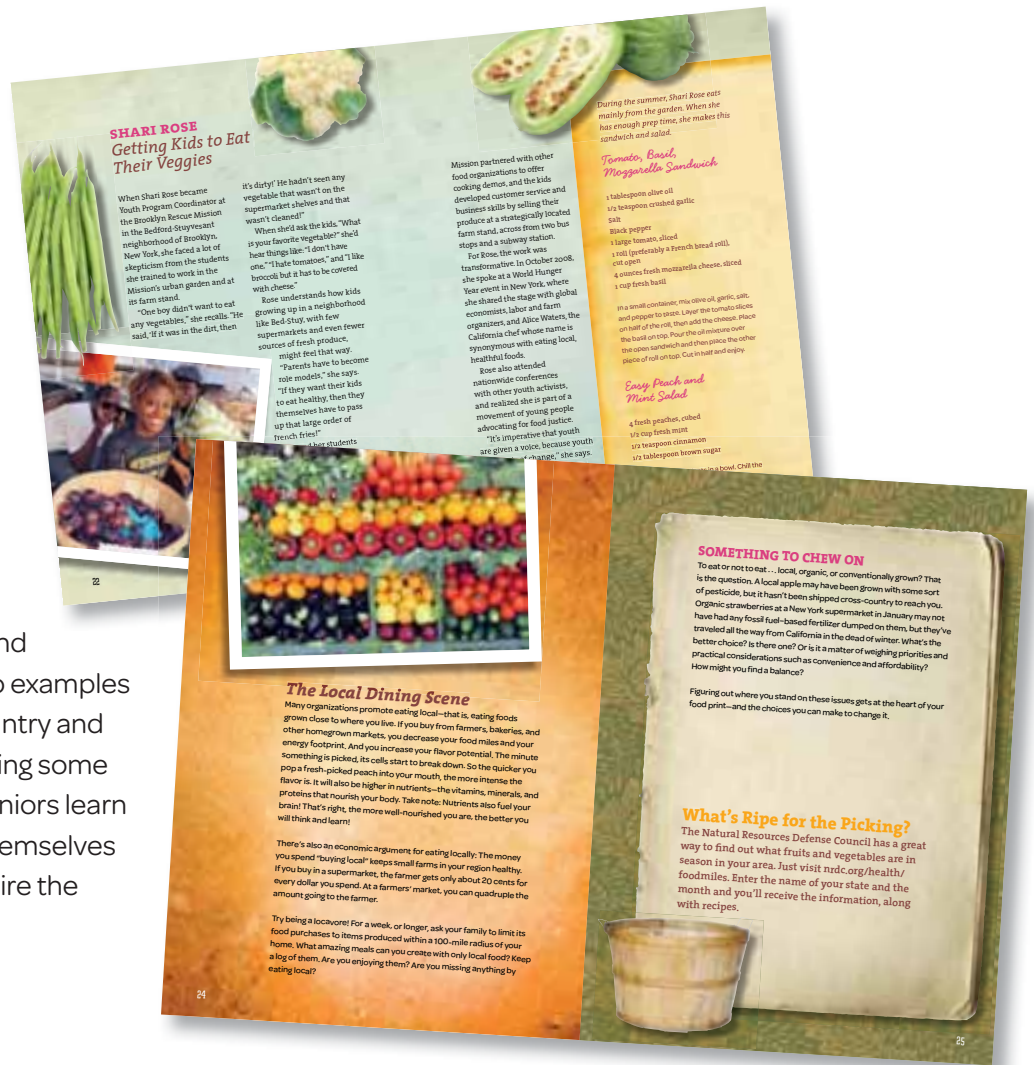 SHARI ROSE
Getting Kids to Eat
Their Veggies
When Shari Rose became
Youth Program Coordinator at
the Brooklyn Rescue Mission
in the Bedford-Stuyvesant
neighborhood of Brooklyn,
New York, she faced a lot of
skepticism from the students
she trained to work in the
Mission's urban garden and at
its farm stand.
"One boy didn't want to eat
any vegetables," she recalls. "He
said, 'If it was in the dirt, then
it's dirty!' He hadn't seen any
vegetable that wasn't on the
supermarket shelves and that
wasn't cleaned!"
When she'd ask the kids, "What
is your favorite vegetable?" she'd
hear things like: "I don't have
one," "I hate tomatoes," and "I like
broccoli but it has to be covered
with cheese."
Rose understands how kids
growing up in a neighborhood
like Bed-Stuy, with few
supermarkets and even fewer
sources of fresh produce,
might feel that way.
"Parents have to become
role models," she says.
"If they want their kids
to eat healthy, then they
themselves have to pass
up that large order of
french fries!"
her students
22
Mission partnered with other
food organizations to offer
cooking demos, and the kids
developed customer service and
business skills by selling their
produce at a strategically located
farm stand, across from two bus
stops and a subway station.
For Rose, the work was
transformative. In October 2008,
she spoke at a World Hunger
Year event in New York, where
she shared the stage with global
economists, labor and farm
organizers, and Alice Waters, the
California chef whose name is
synonymous with eating local,
healthful foods.
Rose also attended
nationwide conferences
with other youth activists,
and realized she is part of a
movement of young people
advocating for food justice.
"It's imperative that youth
are given a voice, because youth
change," she says.
During the summer, Shari Rose eats
mainly from the garden. When she
has enough prep time, she makes this
sandwich and salad.
Tomato, Basil,
Mozzarella Sandwich
1 tablespoon olive oil
1/2 teaspoon crushed garlic
Salt
Black pepper
1 large tomato, sliced
1 roll (preferably a French bread roll),
cut open
4 ounces fresh mozzarella cheese, sliced
1 cup fresh basil
In a small container, mix olive oil, garlic, salt,
and pepper to taste. Layer the tomato slices
on half of the roll, then add the cheese. Place
the basil on top. Pour the oil mixture over
the open sandwich and then place the other
piece of roll on top. Cut in half and enjoy.
Easy Peach and
Mint Salad
4 fresh peaches, cubed
1/2 cup fresh mint
1/2 teaspoon cinnamon
1/2 tablespoon brown sugar
in a bowl. Chill the
nd
o examples
ntry and
ing some
niors learn
emselves
ire the
The Local Dining Scene
Many organizations promote eating local—that is, eating foods
grown close to where you live. If you buy from farmers, bakeries, and
other homegrown markets, you decrease your food miles and your
energy footprint. And you increase your flavor potential. The minute
something is picked, its cells start to break down. So the quicker you
pop a fresh-picked peach into your mouth, the more intense the
flavor is. It will also be higher in nutrients—the vitamins, minerals, and
proteins that nourish your body. Take note: Nutrients also fuel your
brain! That's right, the more well-nourished you are, the better you
will think and learn!
There's also an economic argument for eating locally: The money
you spend "buying local" keeps small farms in your region healthy.
If you buy in a supermarket, the farmer gets only about 20 cents for
every dollar you spend. At a farmers' market, you can quadruple the
amount going to the farmer.
Try being a locavore! For a week, or longer, ask your family to limit its
food purchases to items produced within a 100-mile radius of your
home. What amazing meals can you create with only local food? Keep
a log of them. Are you enjoying them? Are you missing anything by
eating local?
24
SOMETHING TO CHEW ON
To eat or not to eat . . . local, organic, or conventionally grown? That
is the question. A local apple may have been grown with some sort
of pesticide, but it hasn't been shipped cross-country to reach you.
Organic strawberries at a New York supermarket in January may not
have had any fossil fuel–based fertilizer dumped on them, but they've
traveled all the way from California in the dead of winter. What's the
better choice? Is there one? Or is it a matter of weighing priorities and
practical considerations such as convenience and affordability?
How might you find a balance?
Figuring out where you stand on these issues gets at the heart of your
food print—and the choices you can make to change it.
What's Ripe for the Picking?
The Natural Resources Defense Council has a great
way to find out what fruits and vegetables are in
season in your area. Just visit nrdc.org/health/
foodmiles. Enter the name of your state and the
month and you'll receive the information, along
with recipes.
25